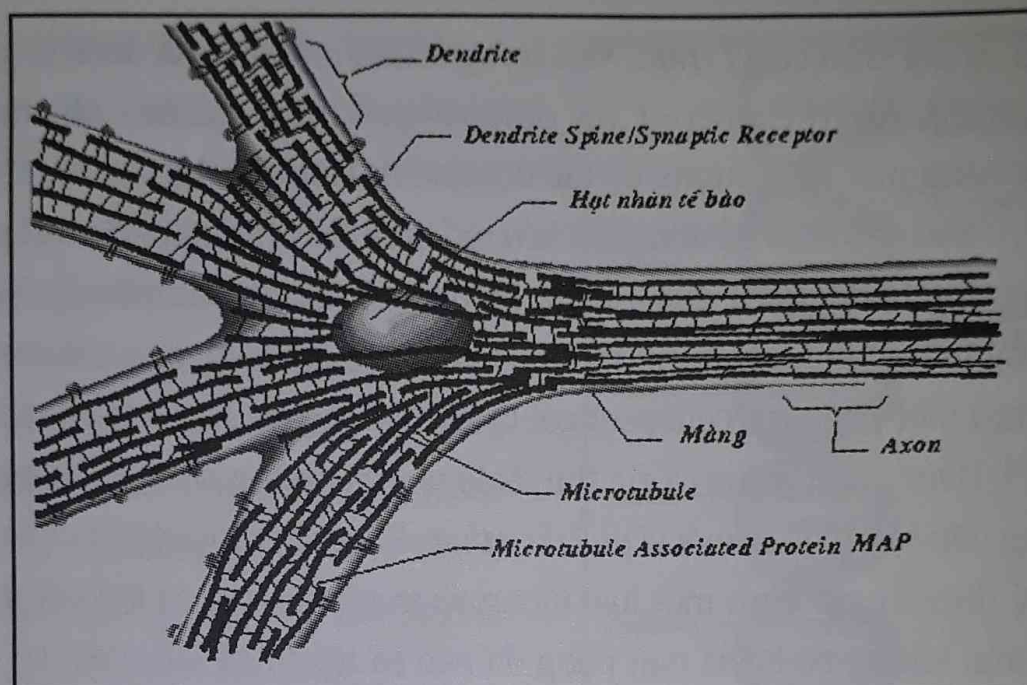 Dendrite
Dendrite Spine/Synaptic Receptor
Hạt nhân tế bào
Màng
Axon
Microtubule
Microtubule Associated Protein MAP